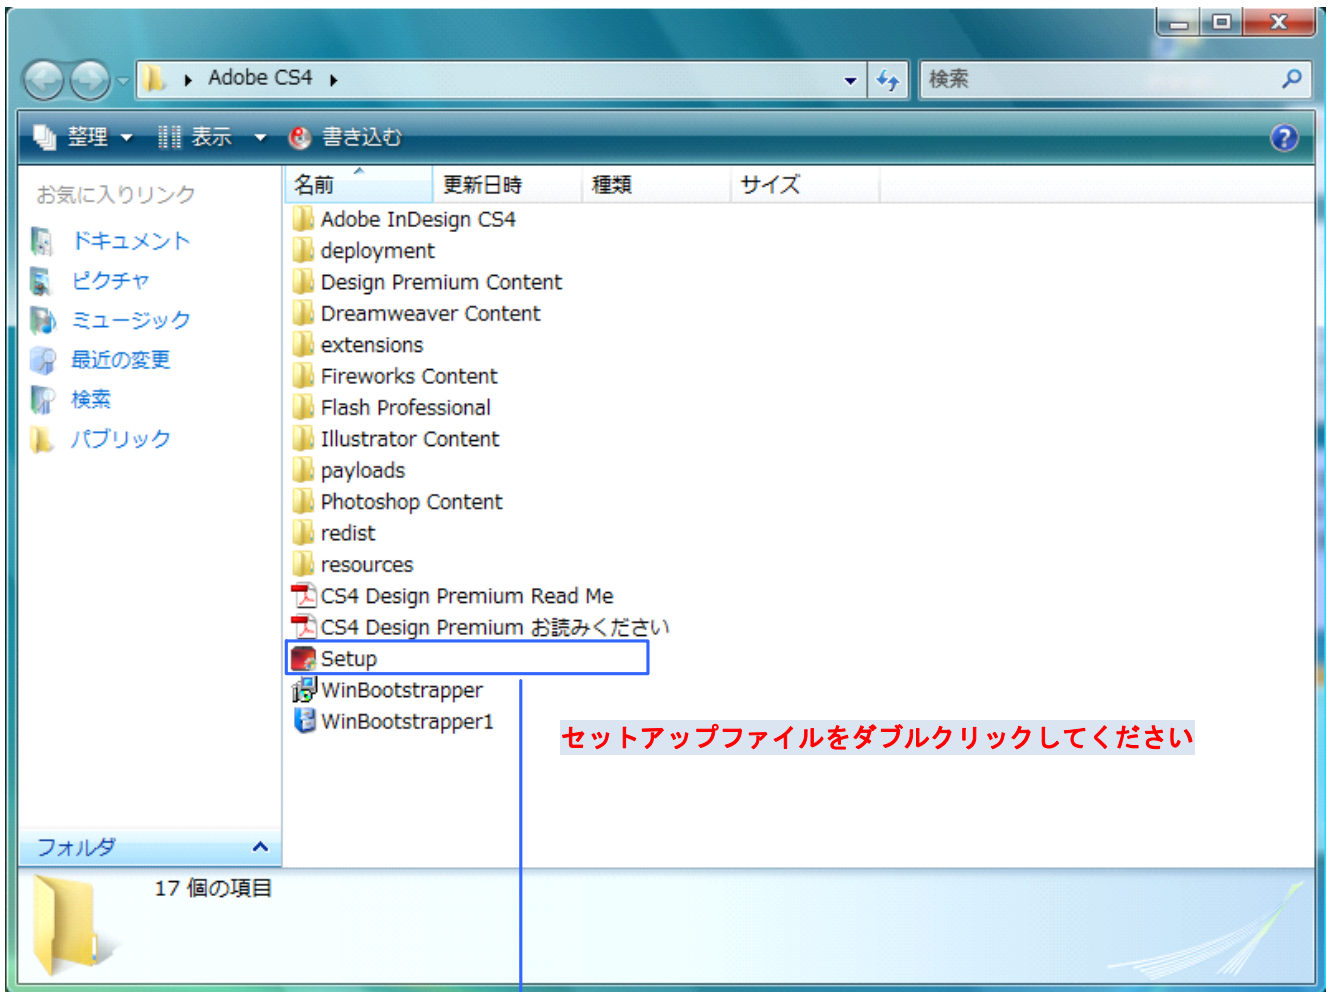 Adobe CS4
検索
整理
表示
書き込む
お気に入りリンク
ドキュメント
ピクチャ
ミュージック
最近の変更
検索
パブリック
フォルダ
名前 更新日時 種類 サイズ
Adobe InDesign CS4
deployment
Design Premium Content
Dreamweaver Content
extensions
Fireworks Content
Flash Professional
Illustrator Content
payloads
Photoshop Content
redist
resources
CS4 Design Premium Read Me
CS4 Design Premium お読みください
Setup
WinBootstrapper
WinBootstrapper1
セットアップファイルをダブルクリックしてください
17 個の項目